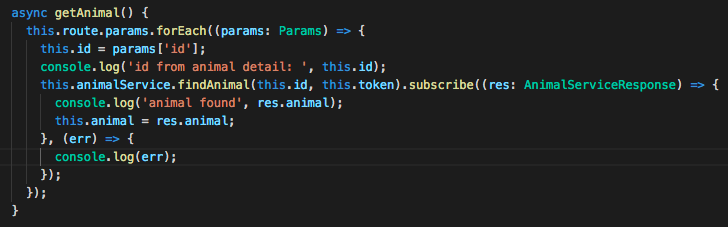 async getAnimal() {
this.route.params.forEach((params: Params) => {
this.id = params['id'];
console.log('id from animal detail: ', this.id);
this.animalService.findAnimal(this.id, this.token).subscribe((res: AnimalServiceResponse) => {
console.log('animal found', res.animal);
this.animal = res.animal;
}, (err) => {
console.log(err);
});
});
}